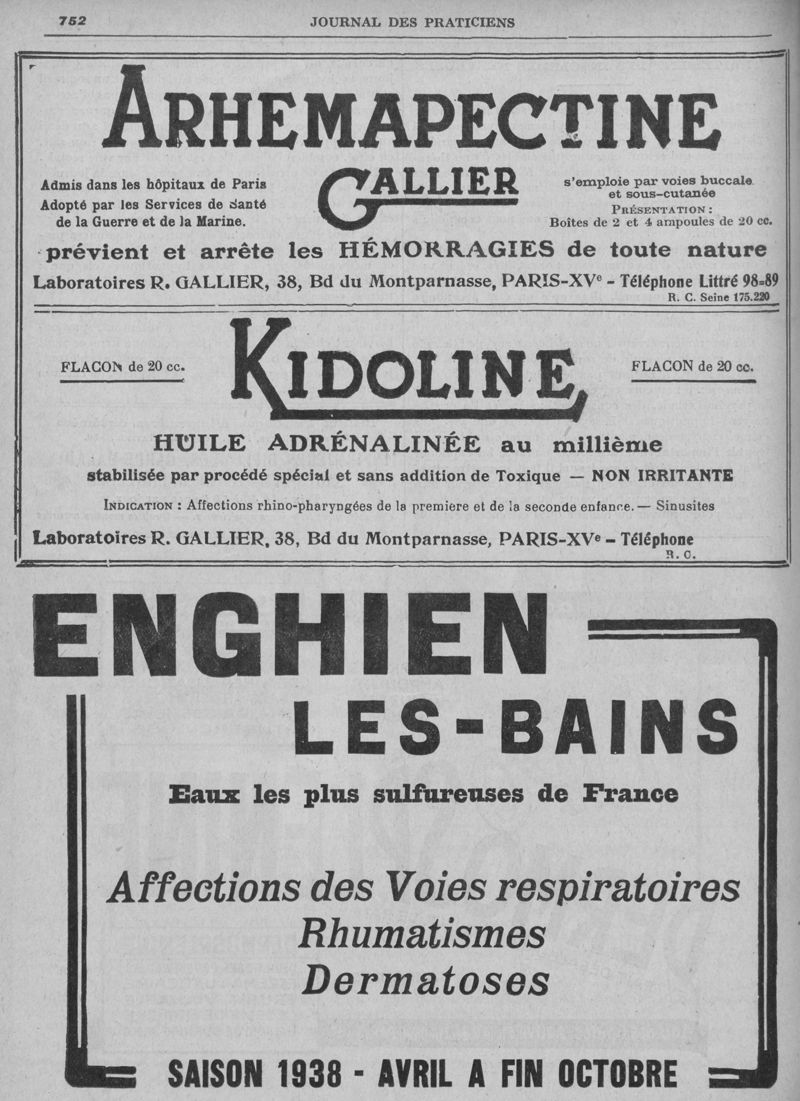 752
JOURNAL DES PRATICIENS
ARHEMAPECTINE
GALLIER
Admis dans les hôpitaux de Paris
Adopté par les Services de Santé
de la Guerre et de la Marine.
s'emploie par voies buccale
et sous-cutanée
PRÉSENTATION :
Boîtes de 2 et 4 ampoules de 20 cc.
prévient et arrête les HÉMORRAGIES de toute nature
Laboratoires R. GALLIER, 38, Bd du Montparnasse, PARIS-XVe - Téléphone Littré 98-89
R. C. Seine 175.220
FLACON de 20 cc.
KIDOLINE
FLACON de 20 cc.
HUILE ADRÉNALINÉE au millième
stabilisée par procédé spécial et sans addition de Toxique — NON IRRITANTE
INDICATION : Affections rhino-pharyngées de la premiere et de la seconde enfance. — Sinusites
Laboratoires R. GALLIER, 38, Bd du Montparnasse, PARIS-XVe - Téléphone
R. C.
ENGHIEN
LES-BAINS
Eaux les plus sulfureuses de France
Affections des Voies respiratoires
Rhumatismes
Dermatoses
SAISON 1938 - AVRIL A FIN OCTOBRE